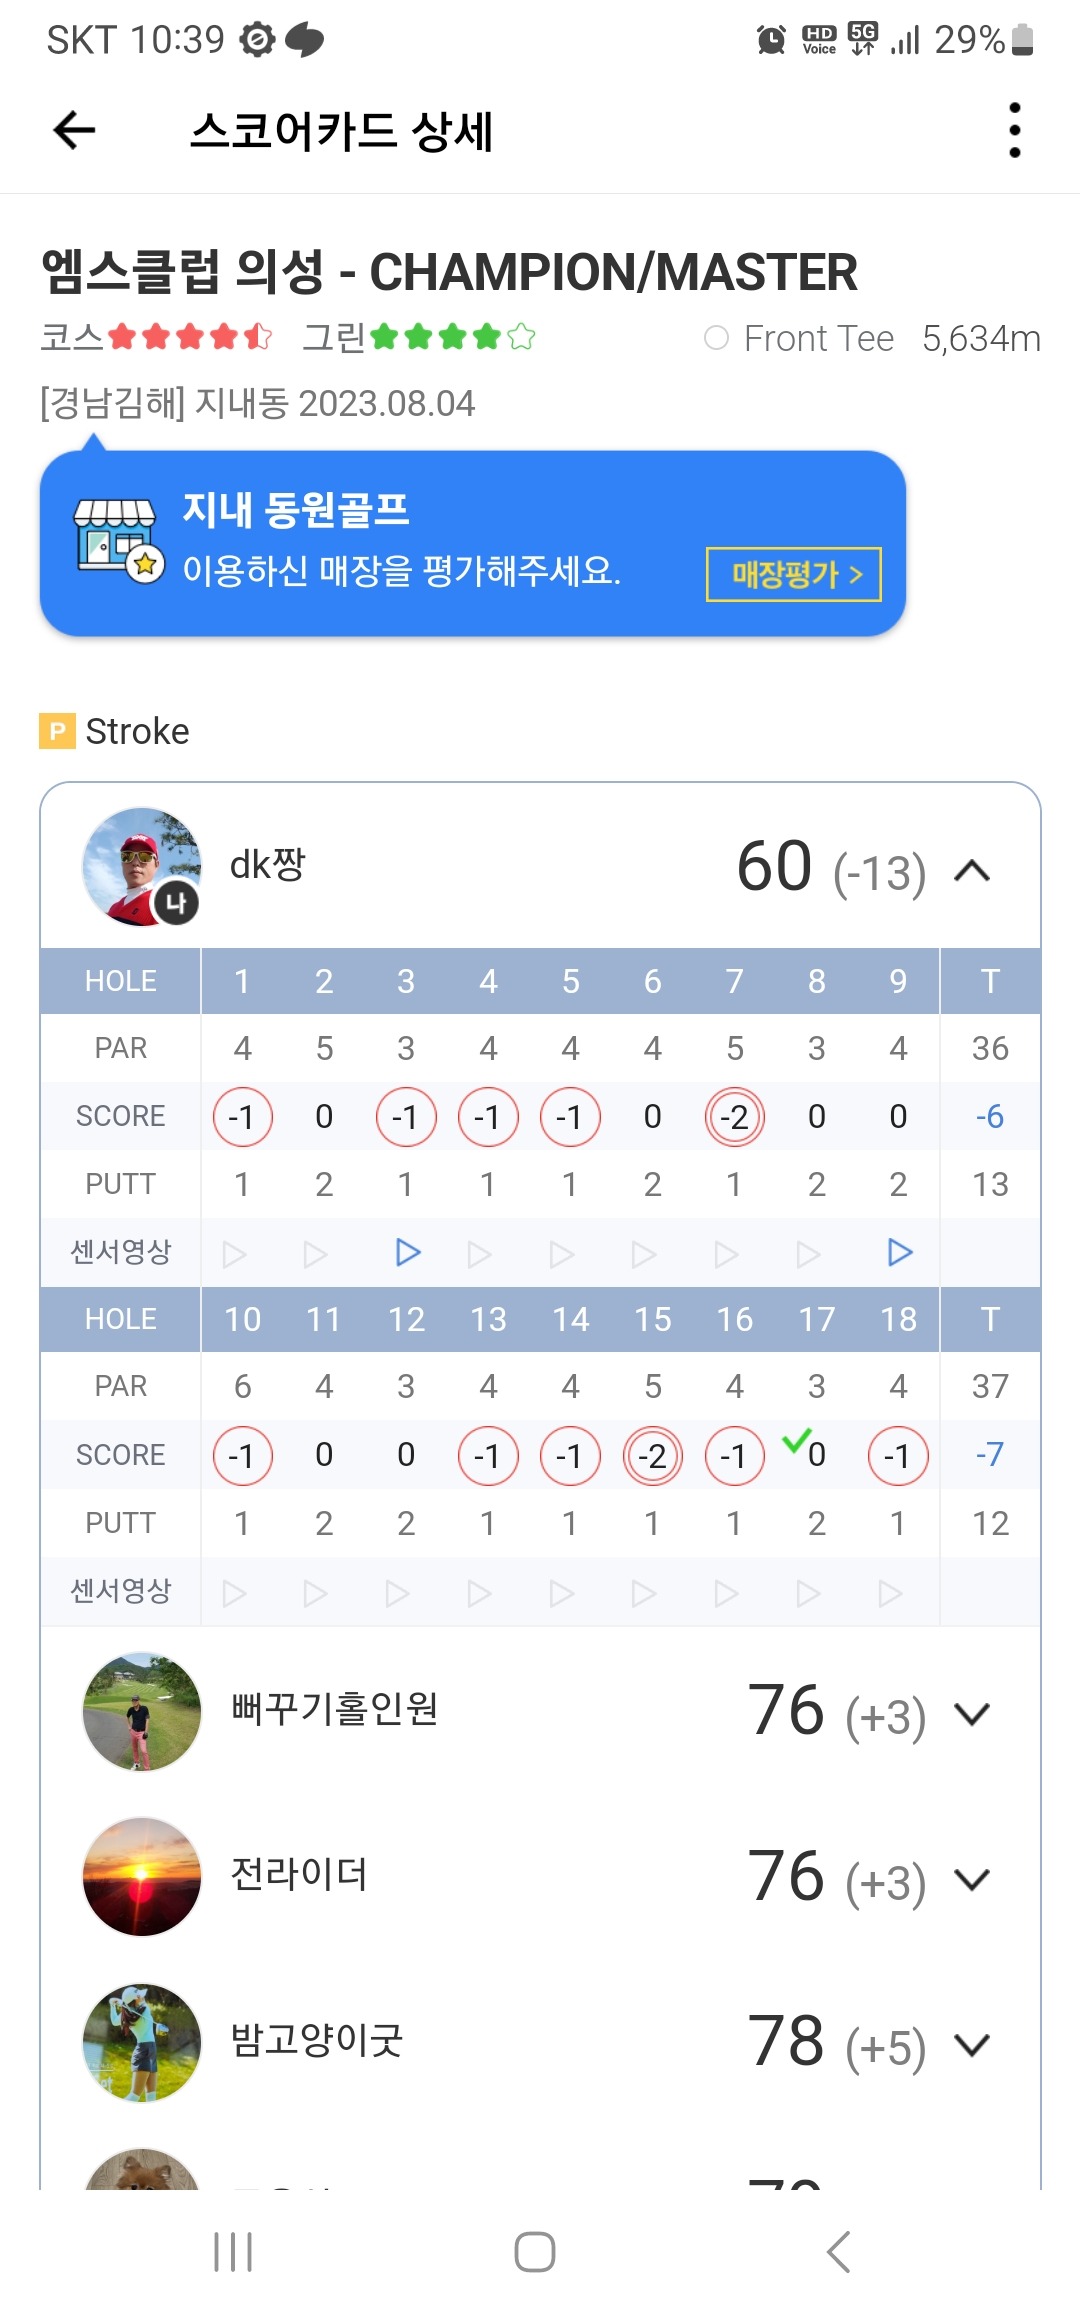 SKT 10:39 HD Voice 5G 29%
스코어카드 상세
엠스클럽 의성 - CHAMPION/MASTER
코스 그린 Front Tee 5,634m
[경남김해] 지내동 2023.08.04
지내 동원골프
이용하신 매장을 평가해주세요.
매장평가 >
P Stroke
나
dk짱 60 (-13)
HOLE 1 2 3 4 5 6 7 8 9 T
PAR 4 5 3 4 4 4 5 3 4 36
SCORE -1 0 -1 -1 -1 0 -2 0 0 -6
PUTT 1 2 1 1 1 2 1 2 2 13
센서영상
HOLE 10 11 12 13 14 15 16 17 18 T
PAR 6 4 3 4 4 5 4 3 4 37
SCORE -1 0 0 -1 -1 -2 -1 0 -1 -7
PUTT 1 2 2 1 1 1 1 2 1 12
센서영상
뻐꾸기홀인원 76 (+3)
전라이더 76 (+3)
밤고양이굿 78 (+5)